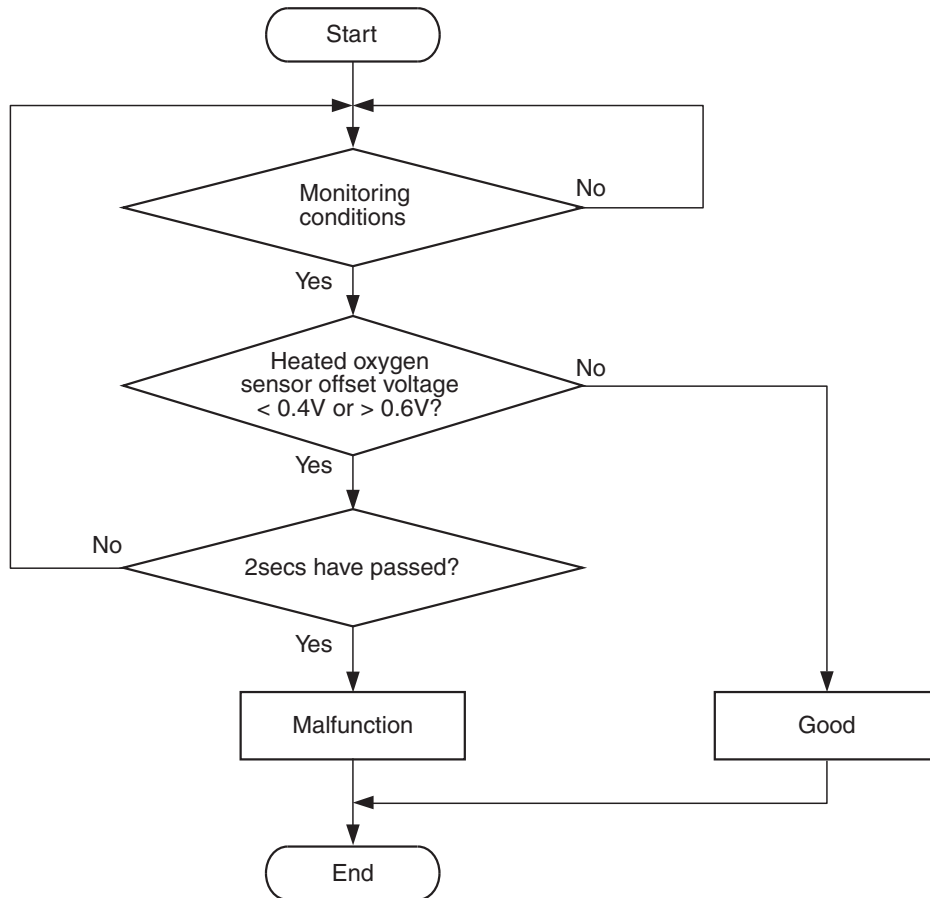 Start
Monitoring
conditions
No
Yes
Heated oxygen
sensor offset voltage
< 0.4V or > 0.6V?
No
Yes
No
2secs have passed?
Yes
Malfunction
Good
End